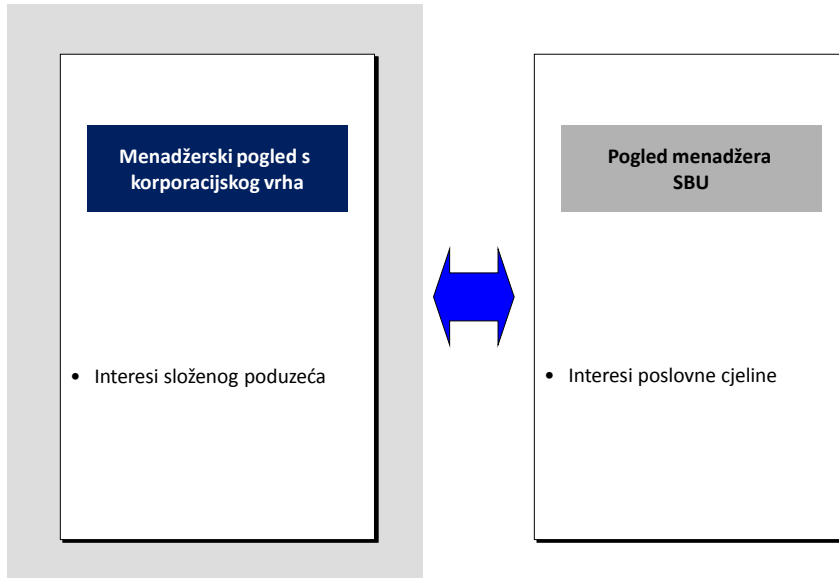 Menadžerski pogled s
korporacijskog vrha
• Interesi složenog poduzeća
Pogled menadžera
SBU
• Interesi poslovne cjeline